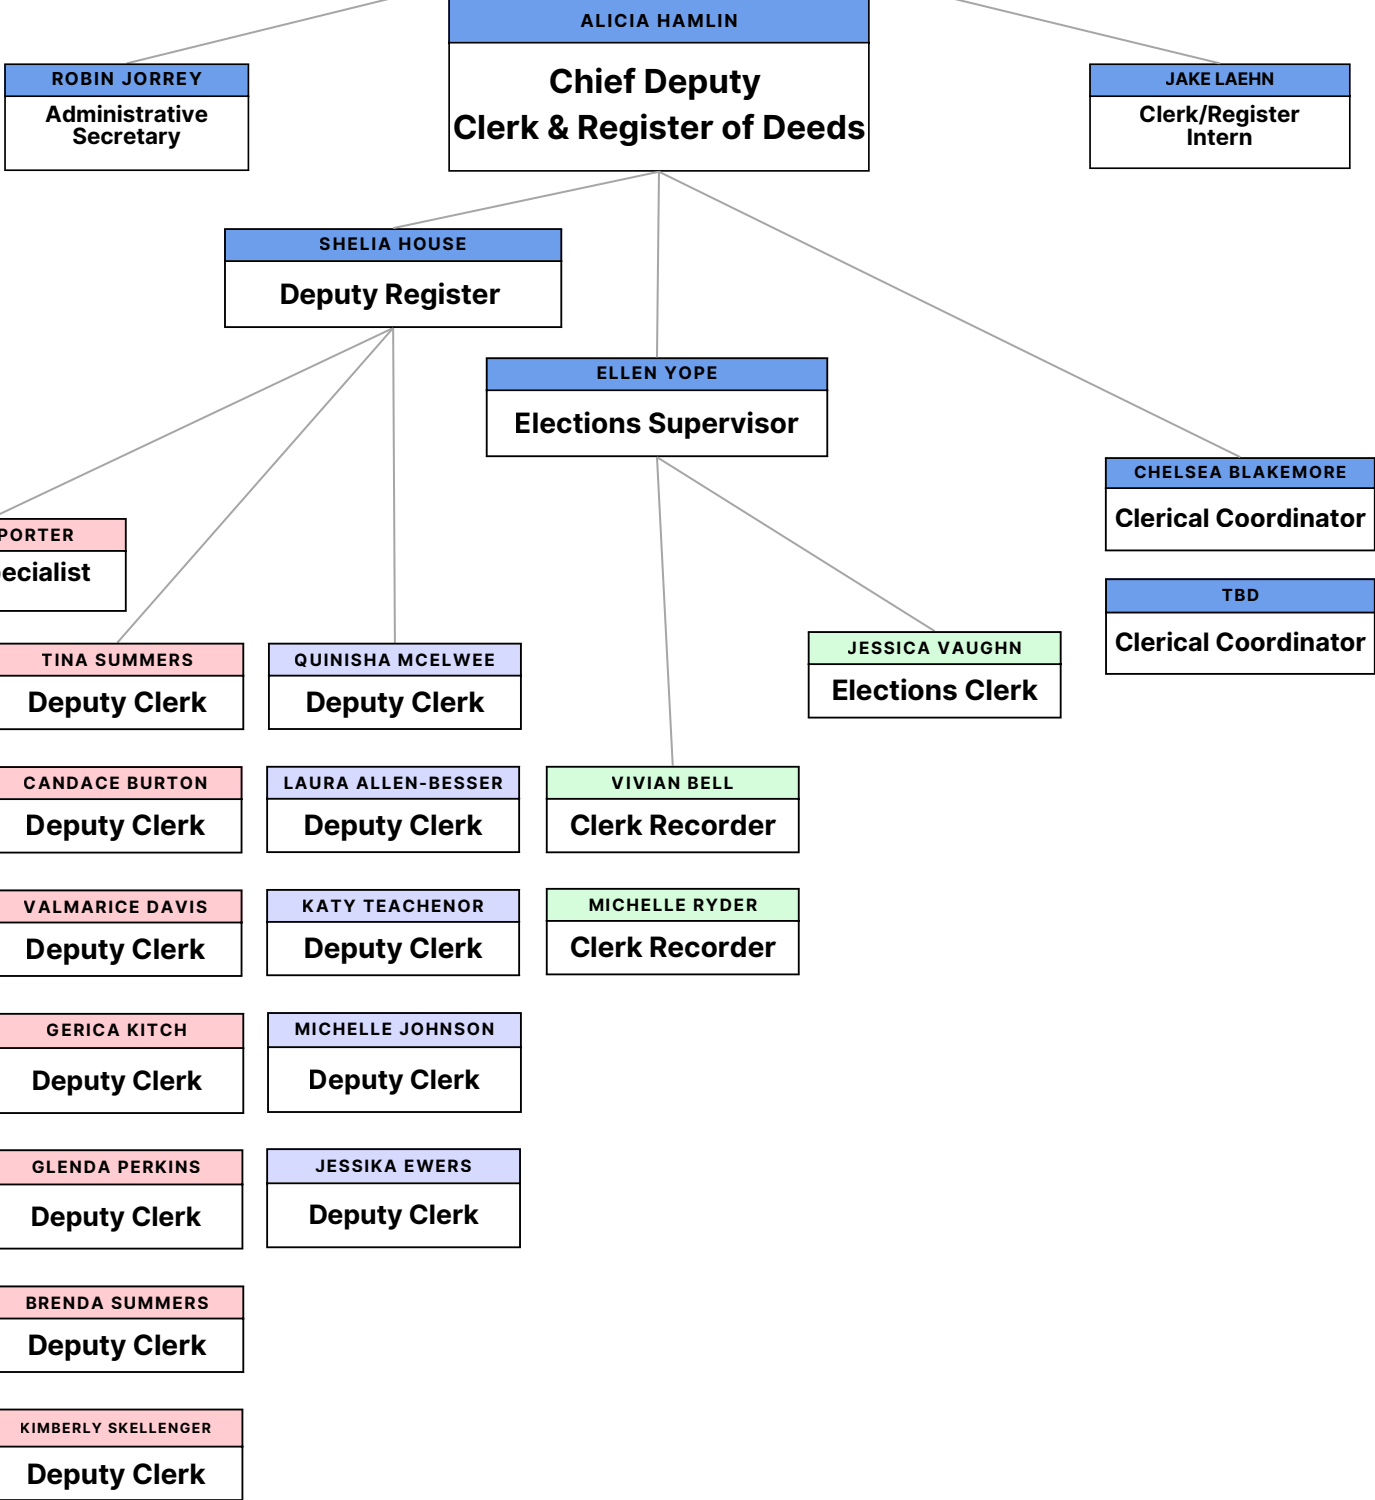 ALICIA HAMLIN
Chief Deputy
Clerk & Register of Deeds
ROBIN JORREY
Administrative
Secretary
JAKE LAEHN
Clerk/Register
Intern
SHELIA HOUSE
Deputy Register
ELLEN YOPE
Elections Supervisor
CHELSEA BLAKEMORE
Clerical Coordinator
TBD
Clerical Coordinator
PORTER
ecialist
TINA SUMMERS
Deputy Clerk
QUINISHA MCELWEE
Deputy Clerk
JESSICA VAUGHN
Elections Clerk
CANDACE BURTON
Deputy Clerk
LAURA ALLEN-BESSER
Deputy Clerk
VIVIAN BELL
Clerk Recorder
VALMARICE DAVIS
Deputy Clerk
KATY TEACHENOR
Deputy Clerk
MICHELLE RYDER
Clerk Recorder
GERICA KITCH
Deputy Clerk
MICHELLE JOHNSON
Deputy Clerk
GLENDA PERKINS
Deputy Clerk
JESSIKA EWERS
Deputy Clerk
BRENDA SUMMERS
Deputy Clerk
KIMBERLY SKELLENGER
Deputy Clerk